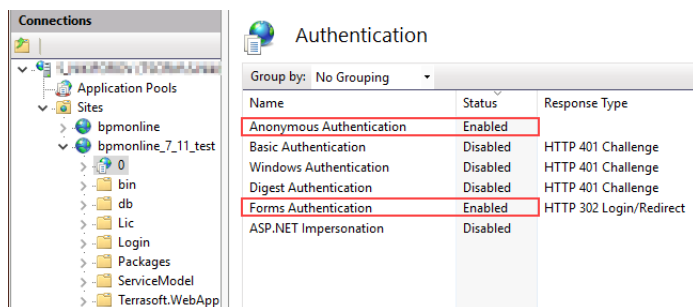 Connections
Application Pools
Sites
bpmonline
bpmonline_7_11_test
0
bin
db
Lic
Login
Packages
ServiceModel
Terrasoft.WebApp
Authentication
Group by: No Grouping
Name Status Response Type
Anonymous Authentication Enabled
Basic Authentication Disabled HTTP 401 Challenge
Windows Authentication Disabled HTTP 401 Challenge
Digest Authentication Disabled HTTP 401 Challenge
Forms Authentication Enabled HTTP 302 Login/Redirect
ASP.NET Impersonation Disabled